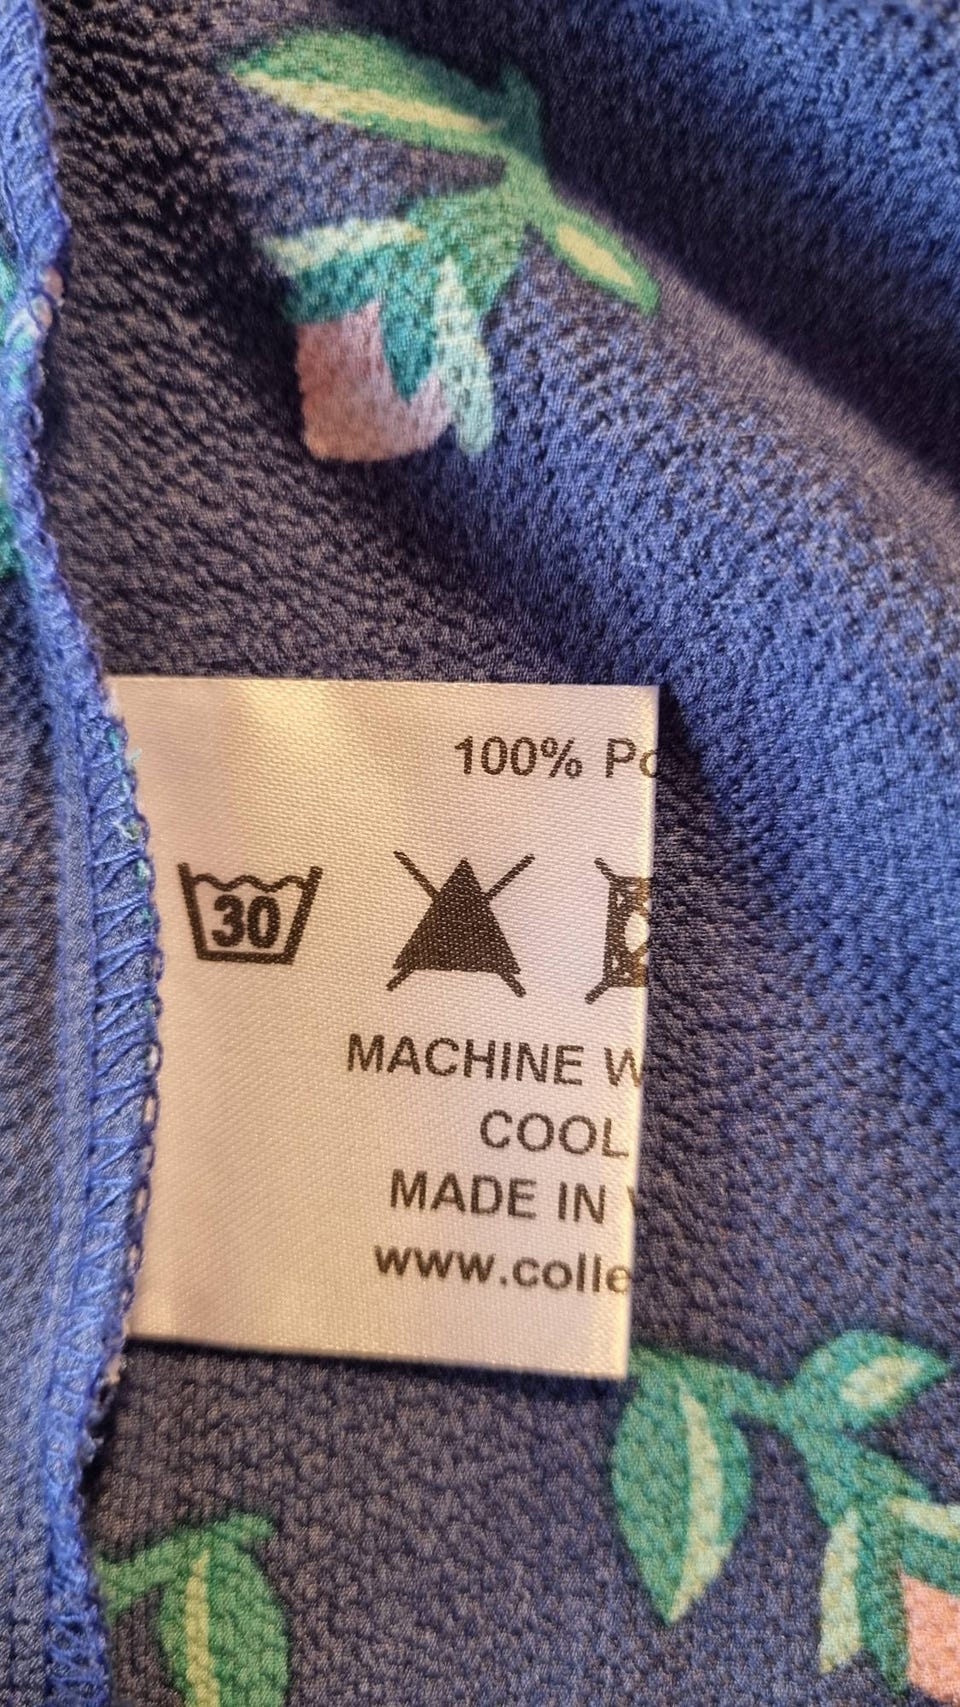 100% Po
30
MACHINE W
COOL
MADE IN V
www.colle